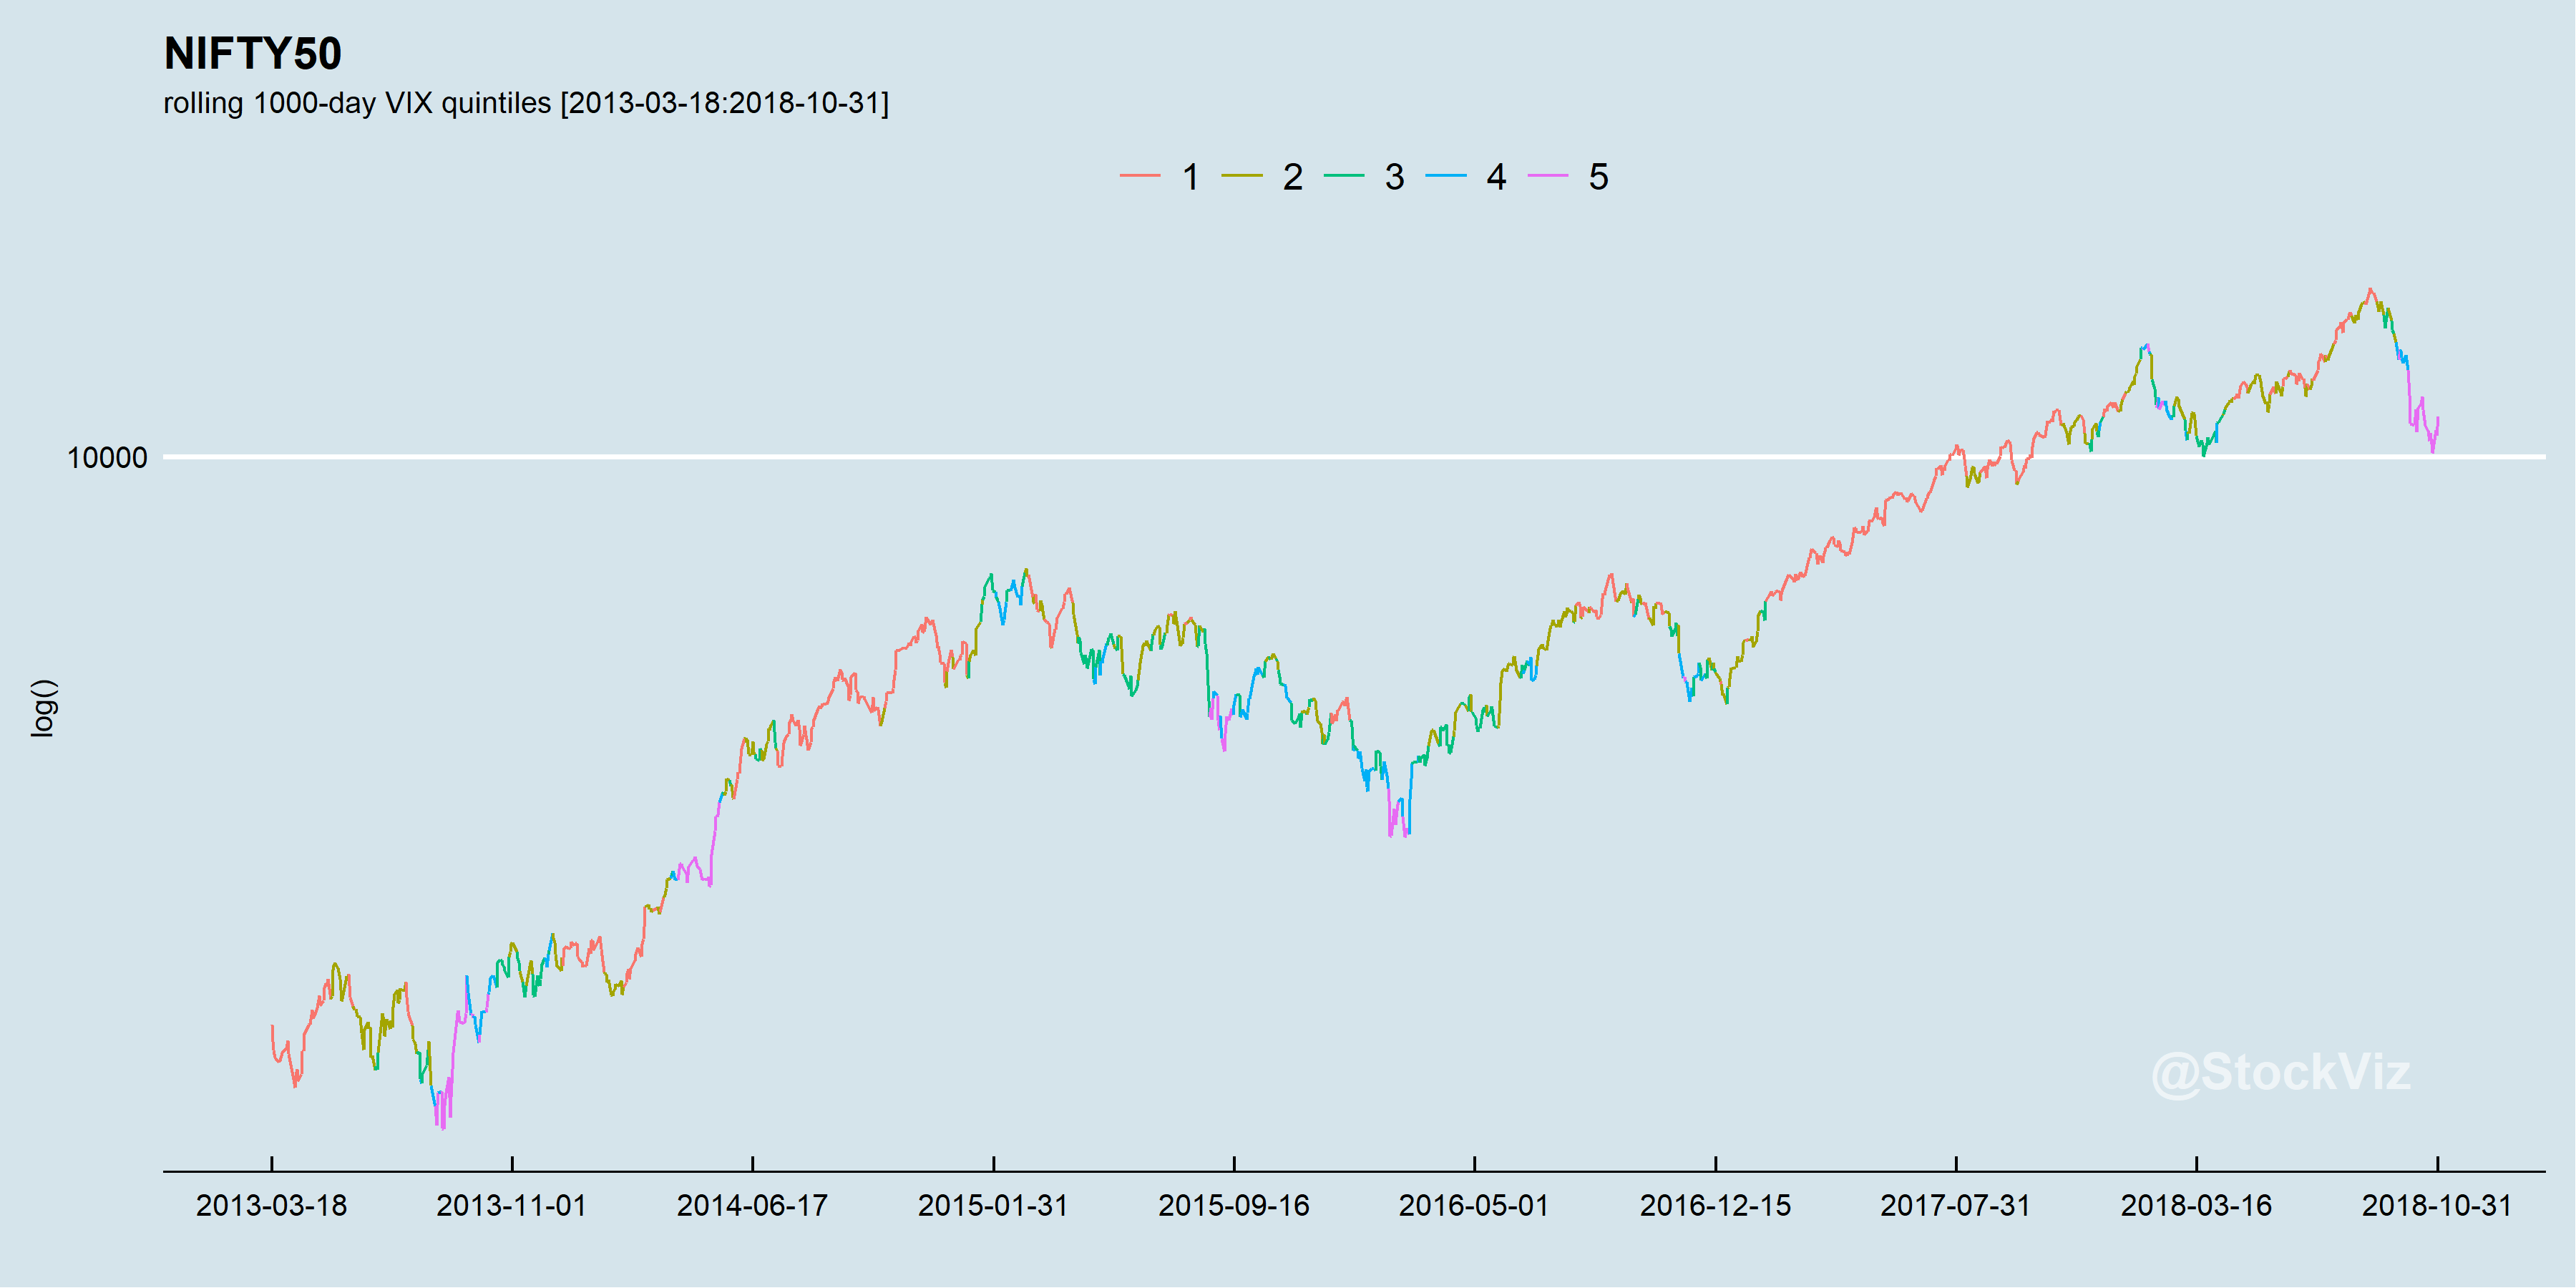 NIFTY50
rolling 1000-day VIX quintiles [2013-03-18:2018-10-31]
1 2 3 4 5
10000
log()
@StockViz
2013-03-18 2013-11-01 2014-06-17 2015-01-31 2015-09-16 2016-05-01 2016-12-15 2017-07-31 2018-03-16 2018-10-31